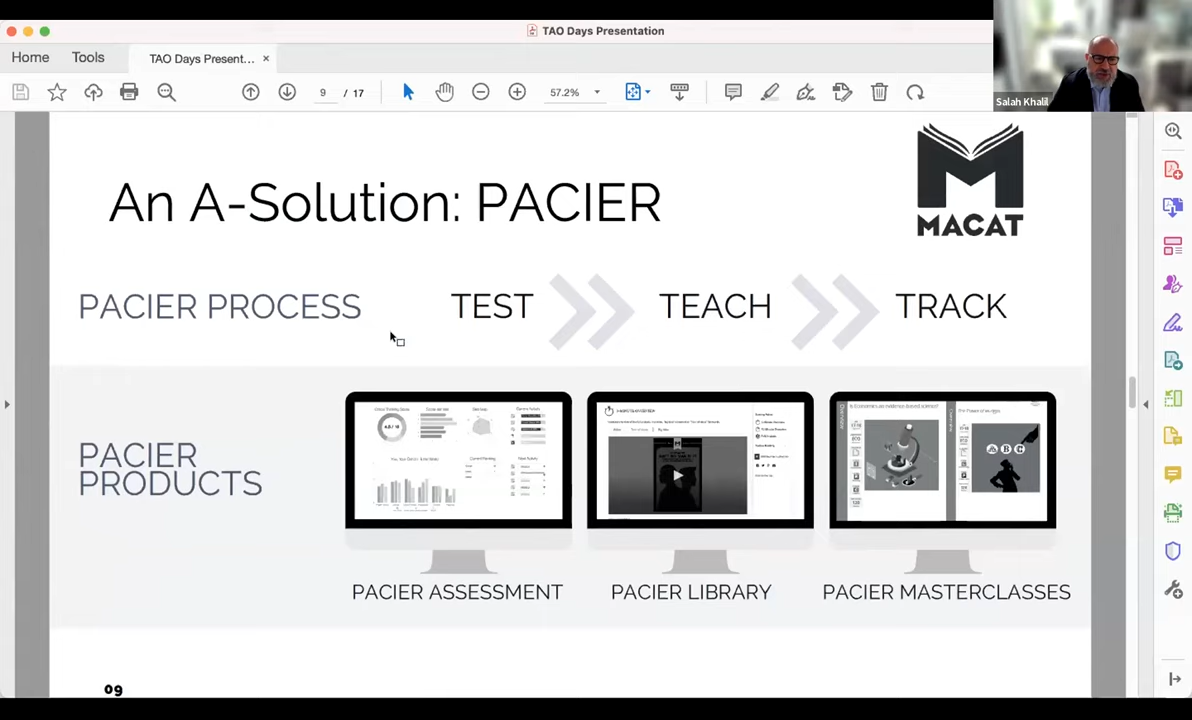 TAO Days Presentation
Home
Tools
TAO Days Present...
9 / 17
57.2%
Salah Khalil
MACAT
An A-Solution: PACIER
PACIER PROCESS
TEST
TEACH
TRACK
PACIER
PRODUCTS
PACIER ASSESSMENT
PACIER LIBRARY
PACIER MASTERCLASSES
09